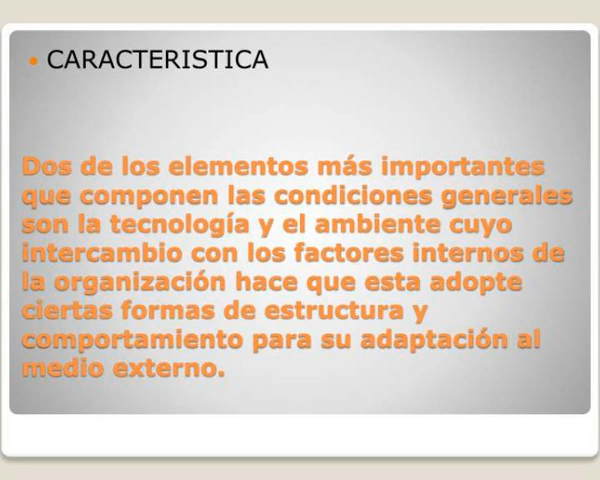 CARACTERISTICA
Dos de los elementos más importantes
que componen las condiciones generales
son la tecnología y el ambiente cuyo
intercambio con los factores internos de
la organización hace que esta adopte
ciertas formas de estructura y
comportamiento para su adaptación al
medio externo.